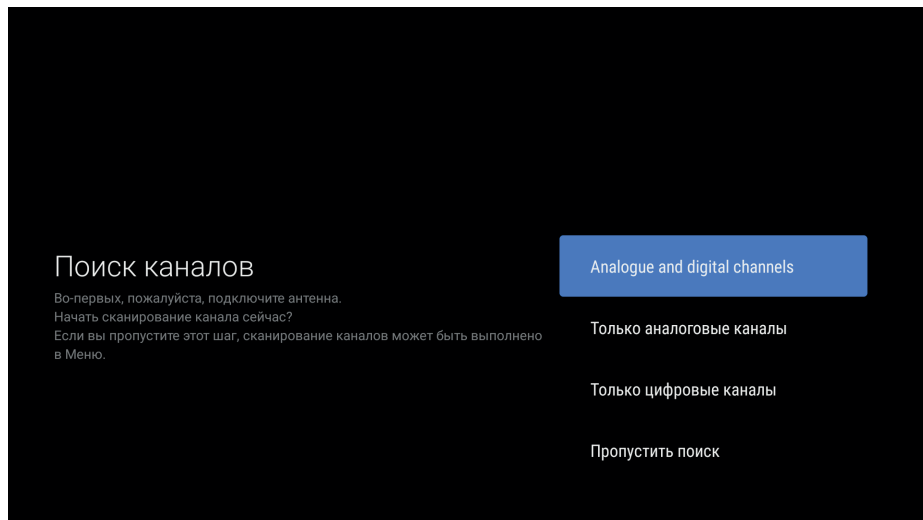 Поиск каналов
Во-первых, пожалуйста, подключите антенна.
Начать сканирование канала сейчас?
Если вы пропустите этот шаг, сканирование каналов может быть выполнено
в Меню.
Analogue and digital channels
Только аналоговые каналы
Только цифровые каналы
Пропустить поиск